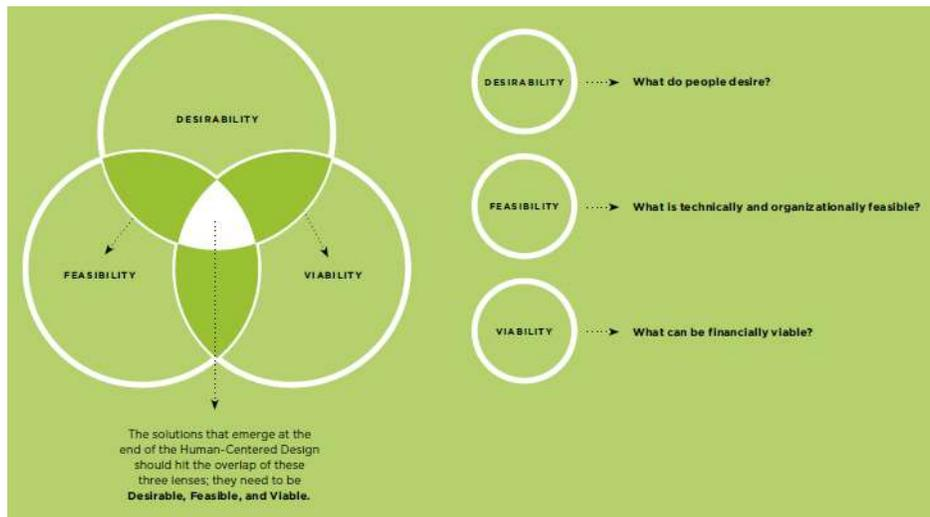 DESIRABILITY
FEASIBILITY
VIABILITY
The solutions that emerge at the
end of the Human-Centered Design
should hit the overlap of these
three lenses; they need to be
Desirable, Feasible, and Viable.
DESIRABILITY
What do people desire?
FEASIBILITY
What is technically and organizationally feasible?
VIABILITY
What can be financially viable?